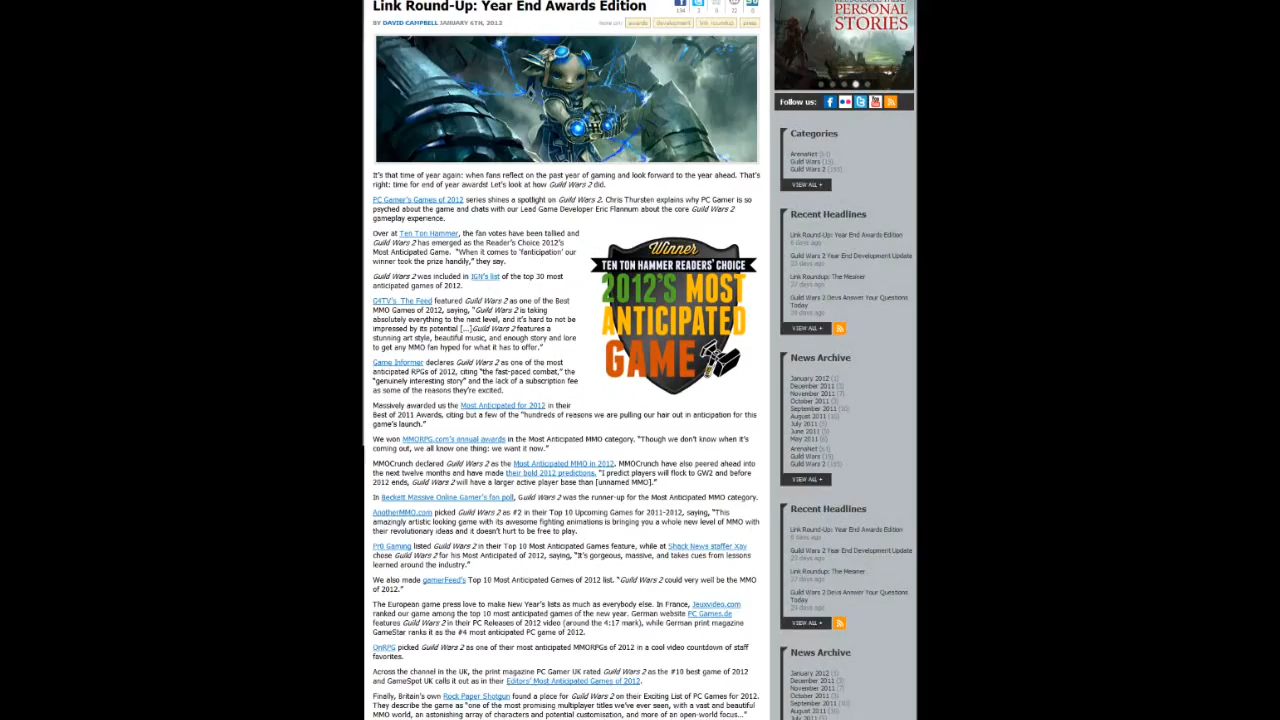 Link Round-Up: Year End Awards Edition
BY DAVID CAMPBELL JANUARY 6TH, 2012
awards development link roundup press
It's that time of year again: when fans reflect on the past year of gaming and look forward to the year ahead. That's
right: time for end of year awards! Let's look at how Guild Wars 2 did.
PC Gamer's Games of 2012 series shines a spotlight on Guild Wars 2. Chris Thursten explains why PC Gamer is so
psyched about the game and chats with our Lead Game Developer Eric Flannum about the core Guild Wars 2
gameplay experience.
Over at Ten Ton Hammer, the fan votes have been tallied and
Guild Wars 2 has emerged as the Reader's Choice 2012's
Most Anticipated Game. "When it comes to 'fanticipation' our
winner took the prize handily," they say.
Guild Wars 2 was included in IGN's list of the top 30 most
anticipated games of 2012.
G4TV's The Feed featured Guild Wars 2 as one of the Best
MMO Games of 2012, saying, "Guild Wars 2 is taking
absolutely everything to the next level, and it's hard to not be
impressed by its potential [...]Guild Wars 2 features a
stunning art style, beautiful music, and enough story and lore
to get any MMO fan hyped for what it has to offer."
Game Informer declares Guild Wars 2 as one of the most
anticipated RPGs of 2012, citing "the fast-paced combat," the
"genuinely interesting story" and the lack of a subscription fee
as some of the reasons they're excited.
Winner
TEN TON HAMMER READERS' CHOICE
2012'S MOST
ANTICIPATED
GAME
Massively awarded us the Most Anticipated for 2012 in their
Best of 2011 Awards, citing but a few of the "hundreds of reasons we are pulling our hair out in anticipation for this
game's launch."
We won MMORPG.com's annual awards in the Most Anticipated MMO category. "Though we don't know when it's
coming out, we all know one thing: we want it now."
MMOCrunch declared Guild Wars 2 as the Most Anticipated MMO in 2012. MMOCrunch have also peered ahead into
the next twelve months and have made their bold 2012 predictions. "I predict players will flock to GW2 and before
2012 ends, Guild Wars 2 will have a larger active player base than [unnamed MMO]."
In Beckett Massive Online Gamer's fan poll, Guild Wars 2 was the runner-up for the Most Anticipated MMO category.
AnotherMMO.com picked Guild Wars 2 as #2 in their Top 10 Upcoming Games for 2011-2012, saying, "This
amazingly artistic looking game with its awesome fighting animations is bringing you a whole new level of MMO with
their revolutionary ideas and it doesn't hurt to be free to play.
Pr0 Gaming listed Guild Wars 2 in their Top 10 Most Anticipated Games feature, while at Shack News staffer Xav
chose Guild Wars 2 for his Most Anticipated of 2012, saying, "It's gorgeous, massive, and takes cues from lessons
learned around the industry."
We also made gamerFeed's Top 10 Most Anticipated Games of 2012 list. "Guild Wars 2 could very well be the MMO
of 2012."
The European game press love to make New Year's lists as much as everybody else. In France, Jeuxvideo.com
ranked our game among the top 10 most anticipated games of the new year. German website PC Games.de
features Guild Wars 2 in their PC Releases of 2012 video (around the 4:17 mark), while German print magazine
GameStar ranks it as the #4 most anticipated PC game of 2012.
OnRPG picked Guild Wars 2 as one of their most anticipated MMORPGs of 2012 in a cool video countdown of staff
favorites.
Across the channel in the UK, the print magazine PC Gamer UK rated Guild Wars 2 as the #10 best game of 2012
and GameSpot UK calls it out as in their Editors' Most Anticipated Games of 2012.
Finally, Britain's own Rock Paper Shotgun found a place for Guild Wars 2 on their Exciting List of PC Games for 2012.
They describe the game as "one of the most promising multiplayer titles we've ever seen, with a vast and beautiful
MMO world, an astonishing array of characters and potential customisation, and more of an open-world focus..."
PERSONAL
STORIES
Follow us:
Categories
ArenaNet
Guild Wars
Guild Wars 2
VIEW ALL +
Recent Headlines
Link Round-Up: Year End Awards Edition
6 days ago
Guild Wars 2 Year End Development Update
Link Roundup: The Mesmer
27 days ago
Guild Wars 2 Devs Answer Your Questions
Today
VIEW ALL +
News Archive
January 2012 (1)
December 2011
November 2011
October 2011
September 2011
August 2011
July 2011
June 2011
May 2011
ArenaNet
Guild Wars
Guild Wars 2
VIEW ALL +
Recent Headlines
Link Round-Up: Year End Awards Edition
6 days ago
Guild Wars 2 Year End Development Update
Link Roundup: The Mesmer
27 days ago
Guild Wars 2 Devs Answer Your Questions
Today
VIEW ALL +
News Archive
January 2012
December 2011
November 2011
October 2011
September 2011
August 2011
July 2011